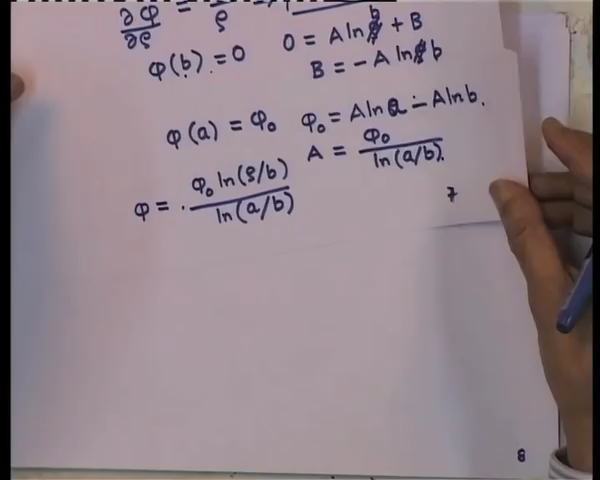 ∂φ/∂ρ =
φ(b) = 0    0 = A ln b + B
B = −A ln b
φ(a) = φ₀    φ₀ = A ln a − A ln b.
A = φ₀ / ln(a/b).
φ = φ₀ ln(ρ/b) / ln(a/b)
7
8